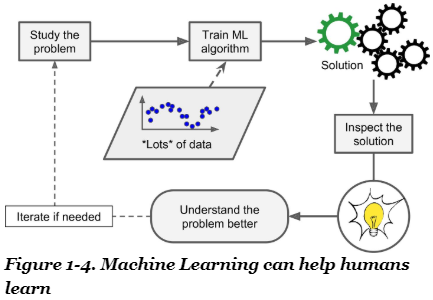 Study the
problem
Train ML
algorithm
Solution
*Lots* of data
Inspect the
solution
Understand the
problem better
Iterate if needed
Figure 1-4. Machine Learning can help humans
learn